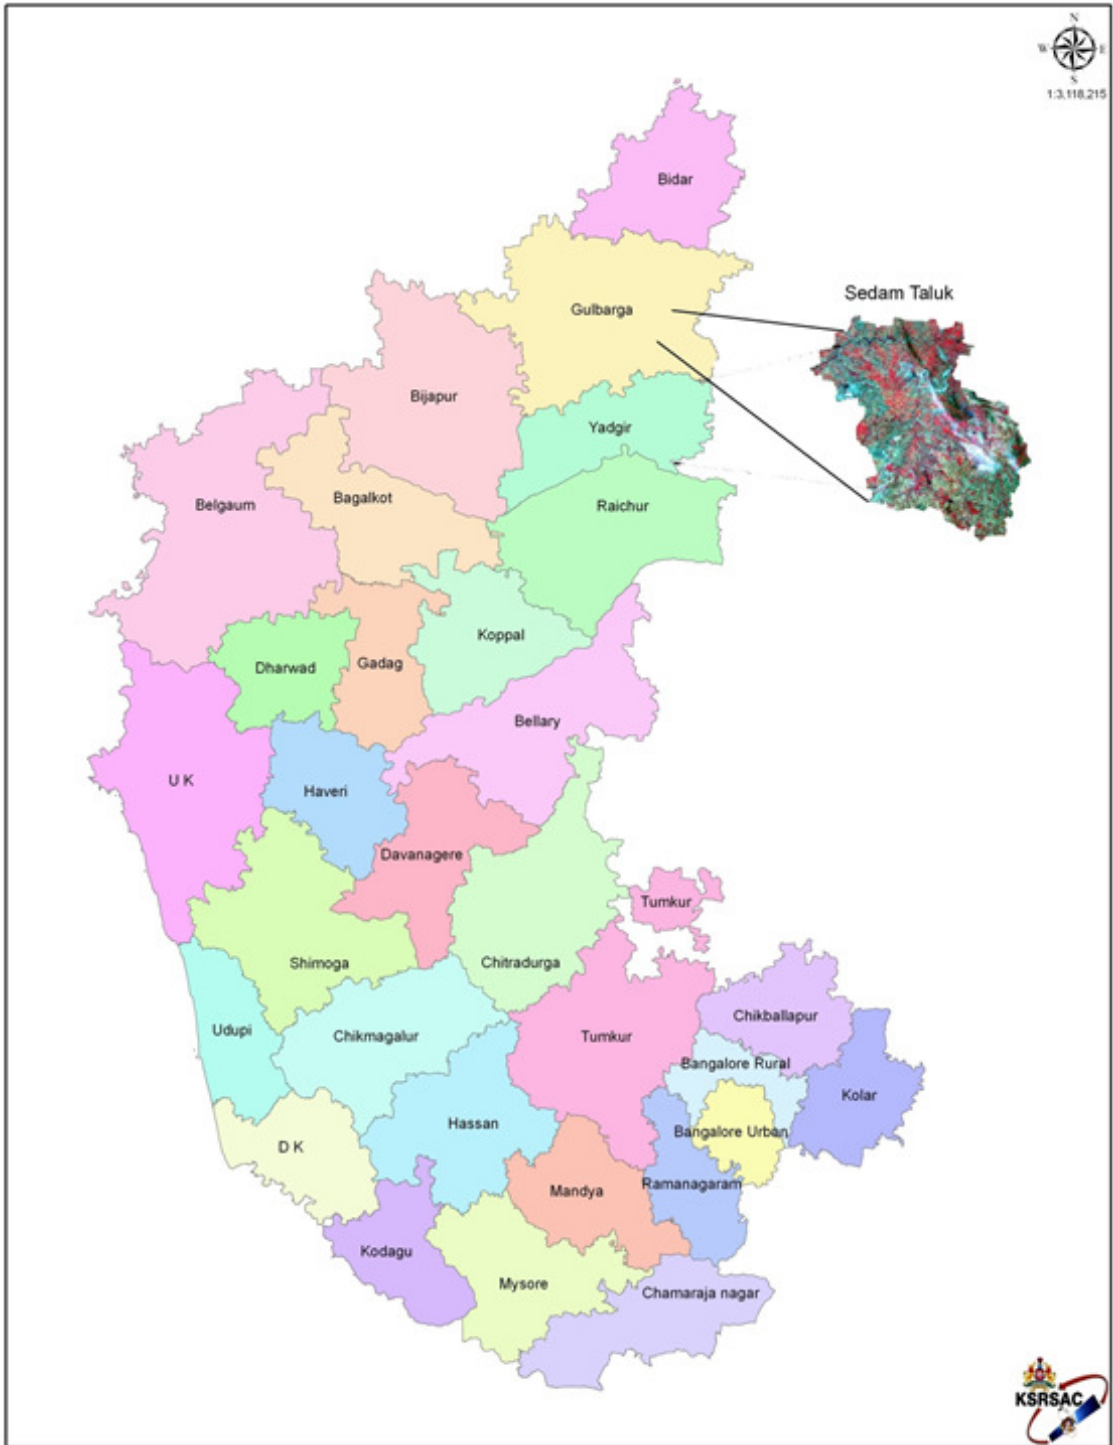 N
W E
S
1:3,118,215
Bidar
Sedam Taluk
Gulbarga
Bijapur
Yadgir
Bagalkot
Belgaum
Raichur
Koppal
Gadag
Dharwad
Bellary
U K
Haveri
Davanagere
Tumkur
Shimoga
Chitradurga
Chikballapur
Udupi
Chikmagalur
Tumkur
Bangalore Rural
Kolar
Hassan
Bangalore Urban
D K
Ramanagaram
Mandya
Kodagu
Mysore
Chamaraja nagar
KSRSAC